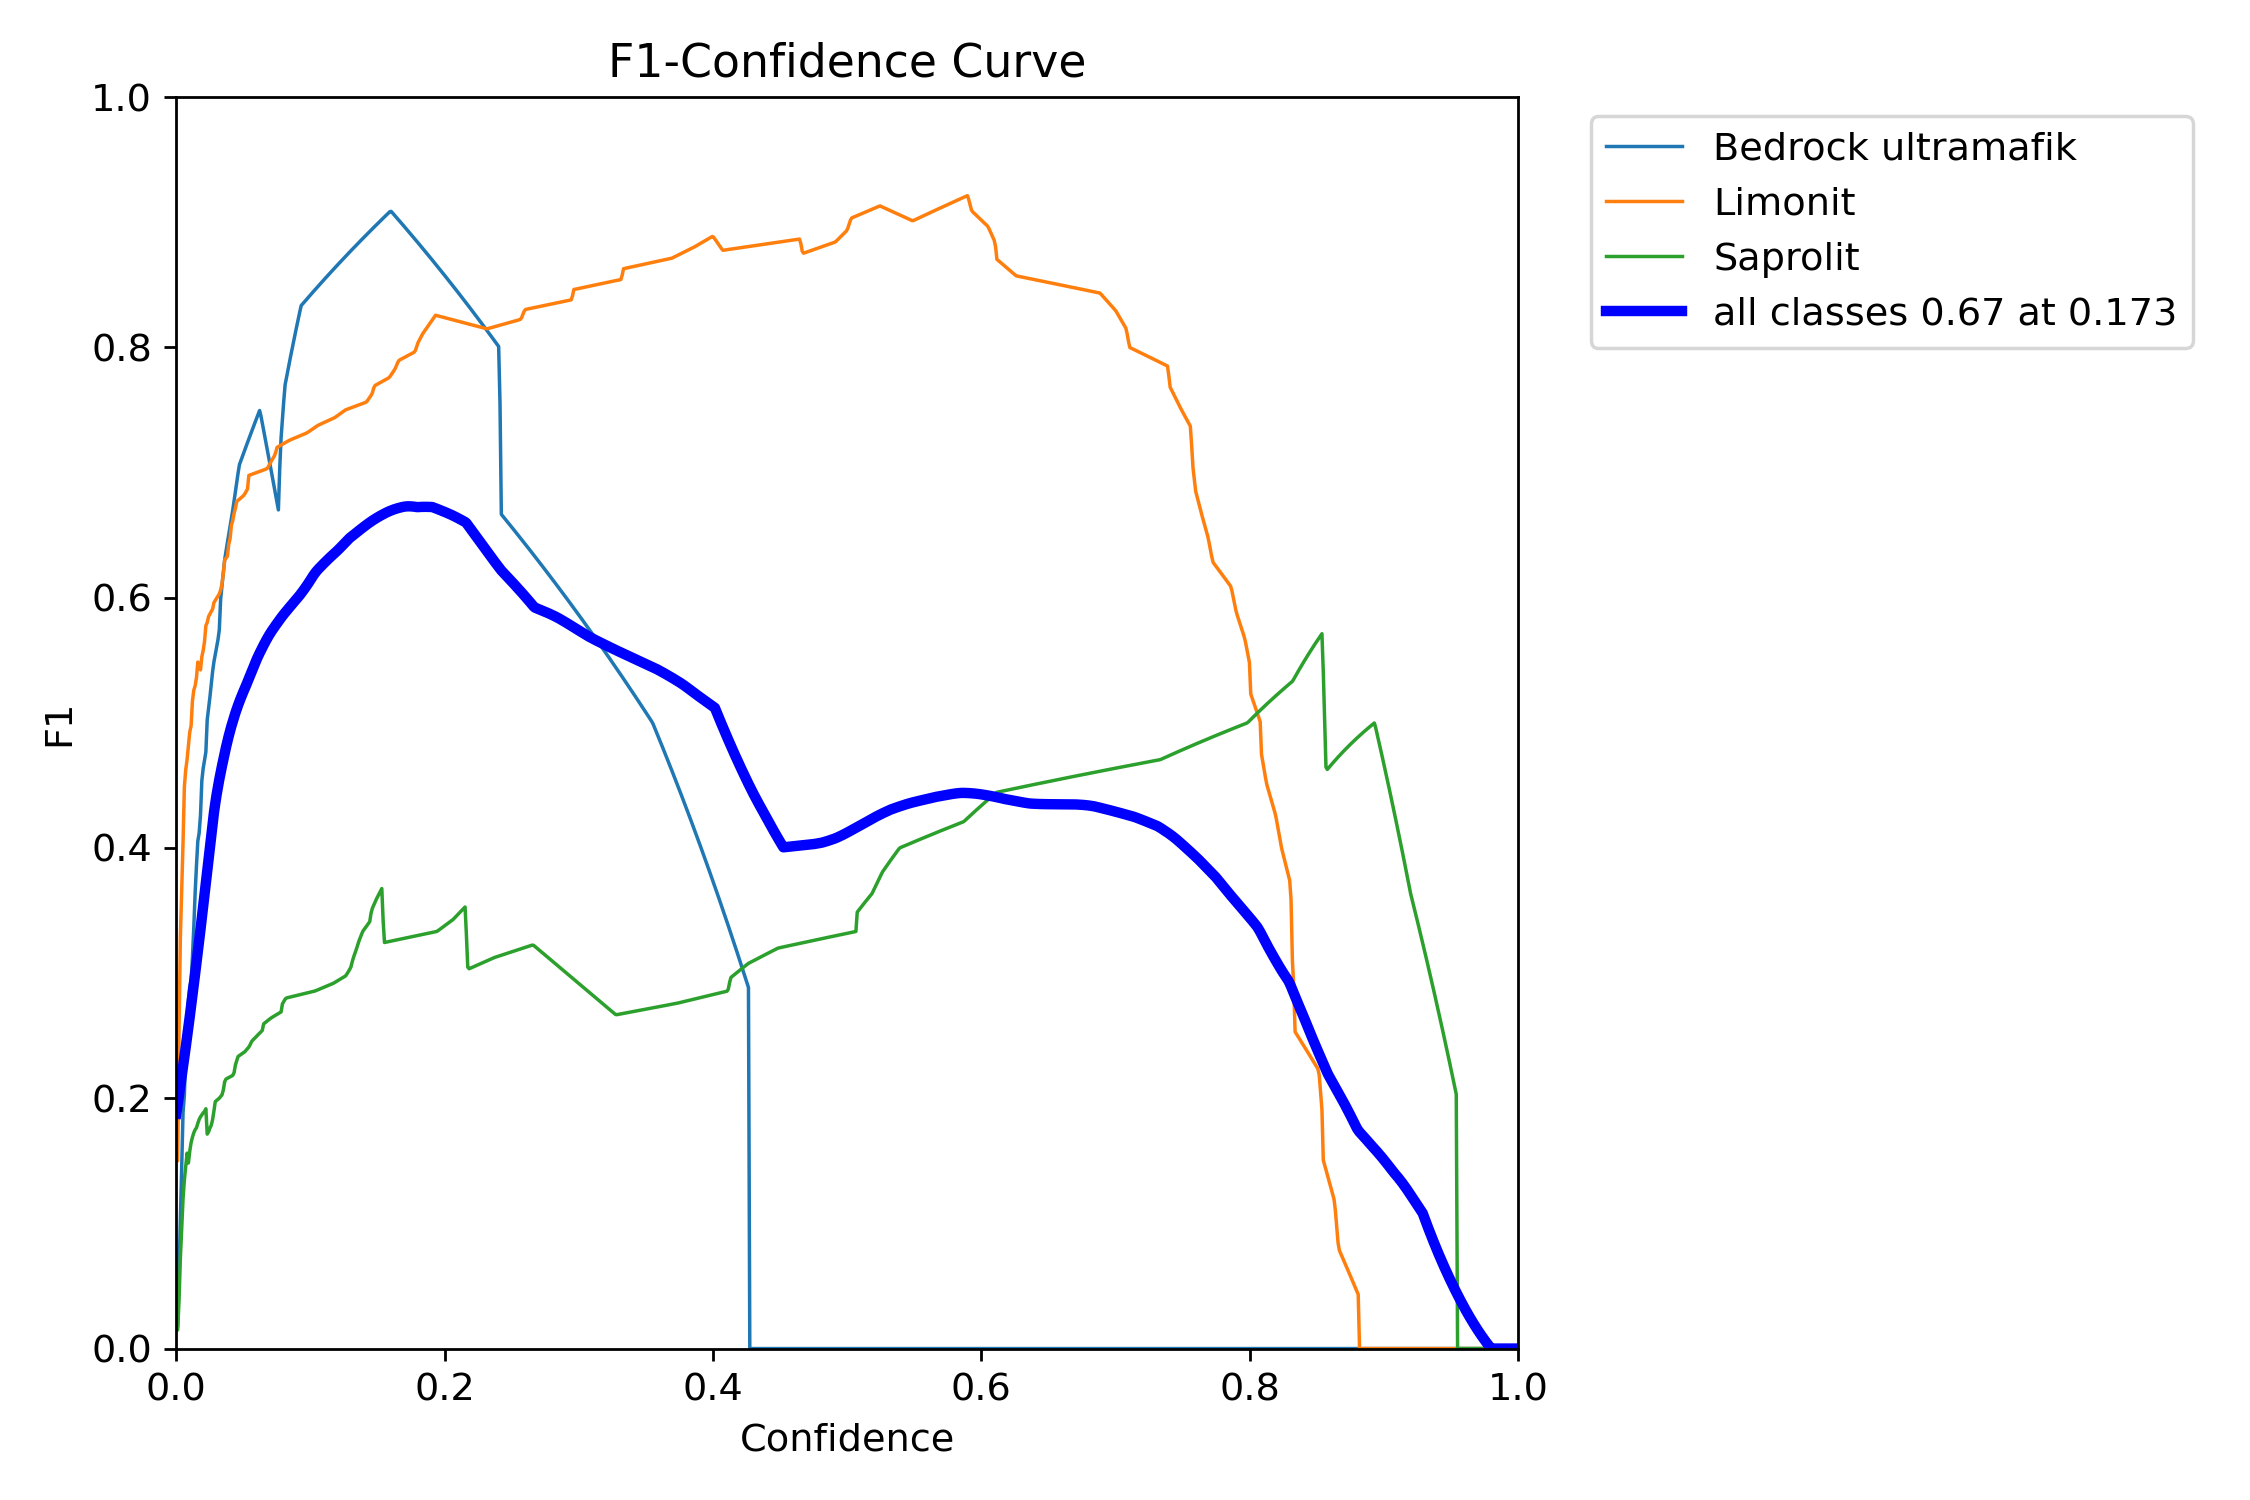 F1-Confidence Curve
1.0
0.8
0.6
0.4
0.2
0.0
F1
0.0 0.2 0.4 0.6 0.8 1.0
Confidence
Bedrock ultramafik
Limonit
Saprolit
all classes 0.67 at 0.173